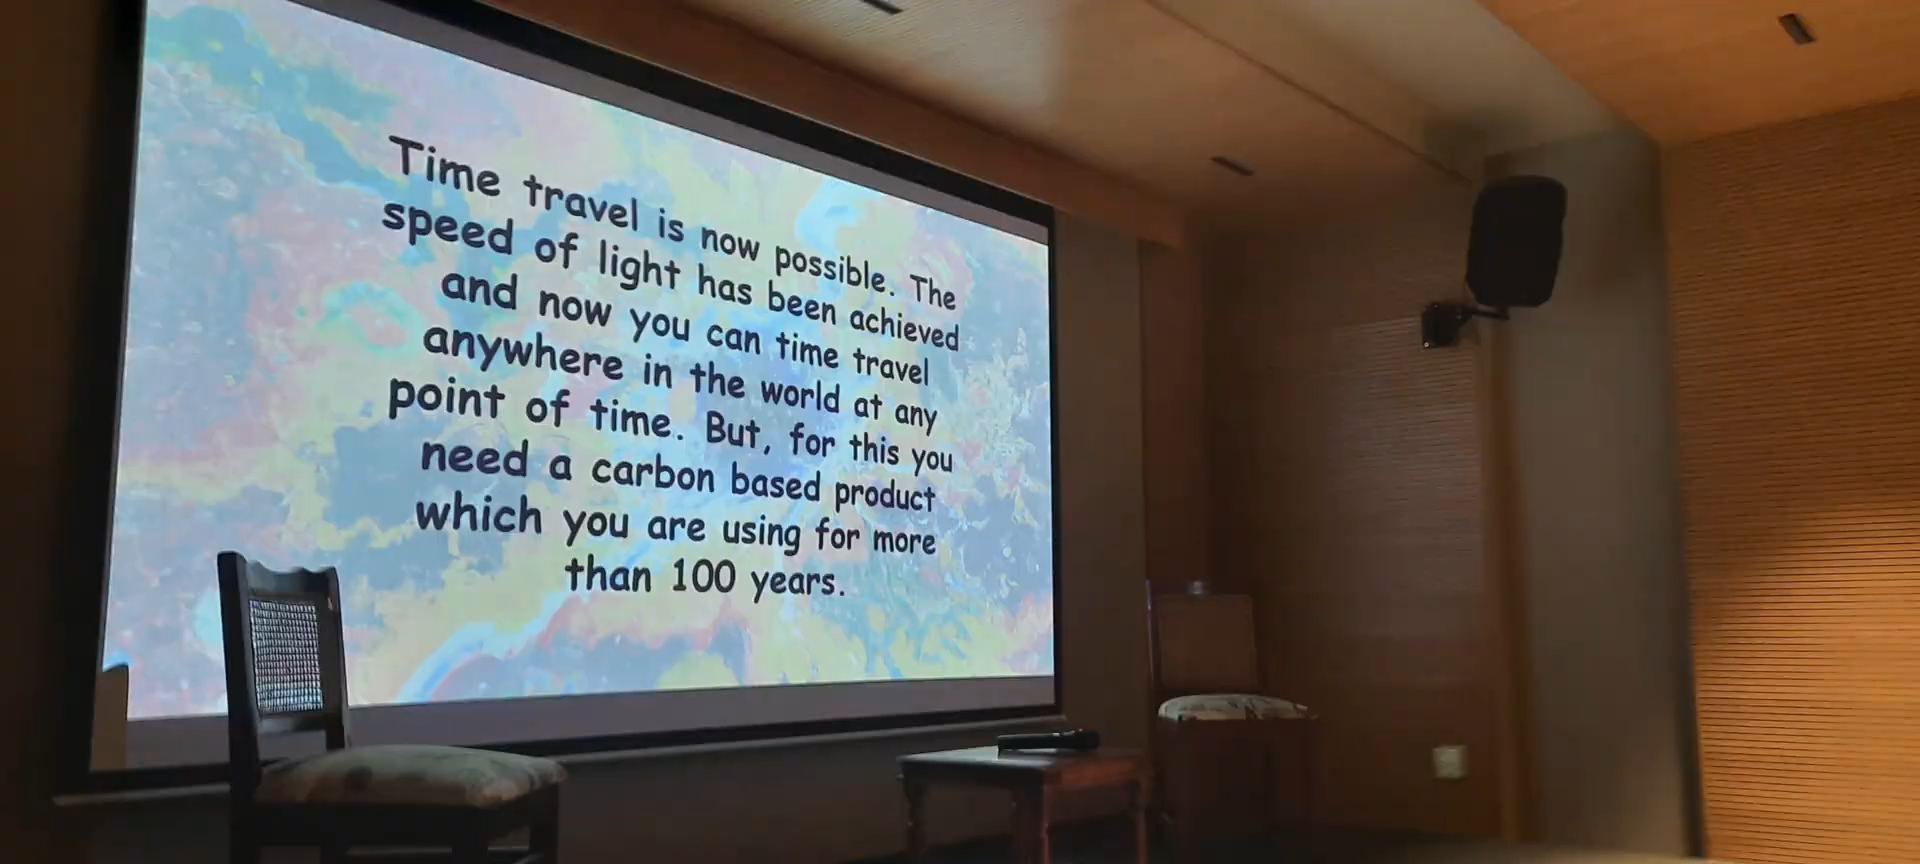 Time travel is now possible. The
speed of light has been achieved
and now you can time travel
anywhere in the world at any
point of time. But, for this you
need a carbon based product
which you are using for more
than 100 years.